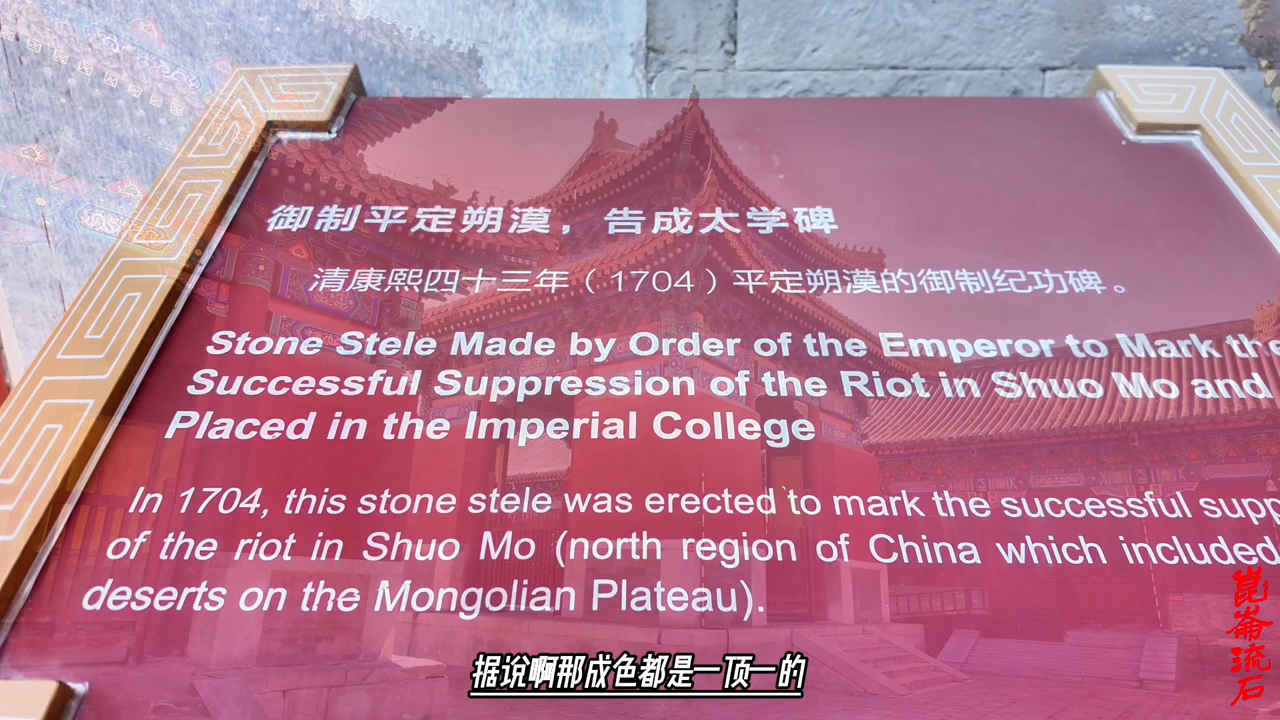 御制平定朔漠，告成太学碑
清康熙四十三年（1704）平定朔漠的御制纪功碑。
Stone Stele Made by Order of the Emperor to Mark the
Successful Suppression of the Riot in Shuo Mo and
Placed in the Imperial College
In 1704, this stone stele was erected to mark the successful
of the riot in Shuo Mo (north region of China which included
deserts on the Mongolian Plateau).
崑崙流石
据说啊那成色都是一顶一的